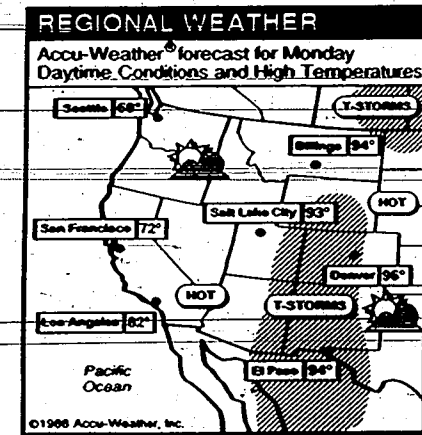 REGIONAL WEATHER
Accu-Weather® forecast for Monday
Daytime Conditions and High Temperatures
Seattle 68°
T-STORMS
Billings 94°
HOT
Salt Lake City 93°
San Francisco 72°
Denver 96°
HOT
T-STORMS
Los Angeles 82°
El Paso 94°
Pacific
Ocean
©1988 Accu-Weather, Inc.